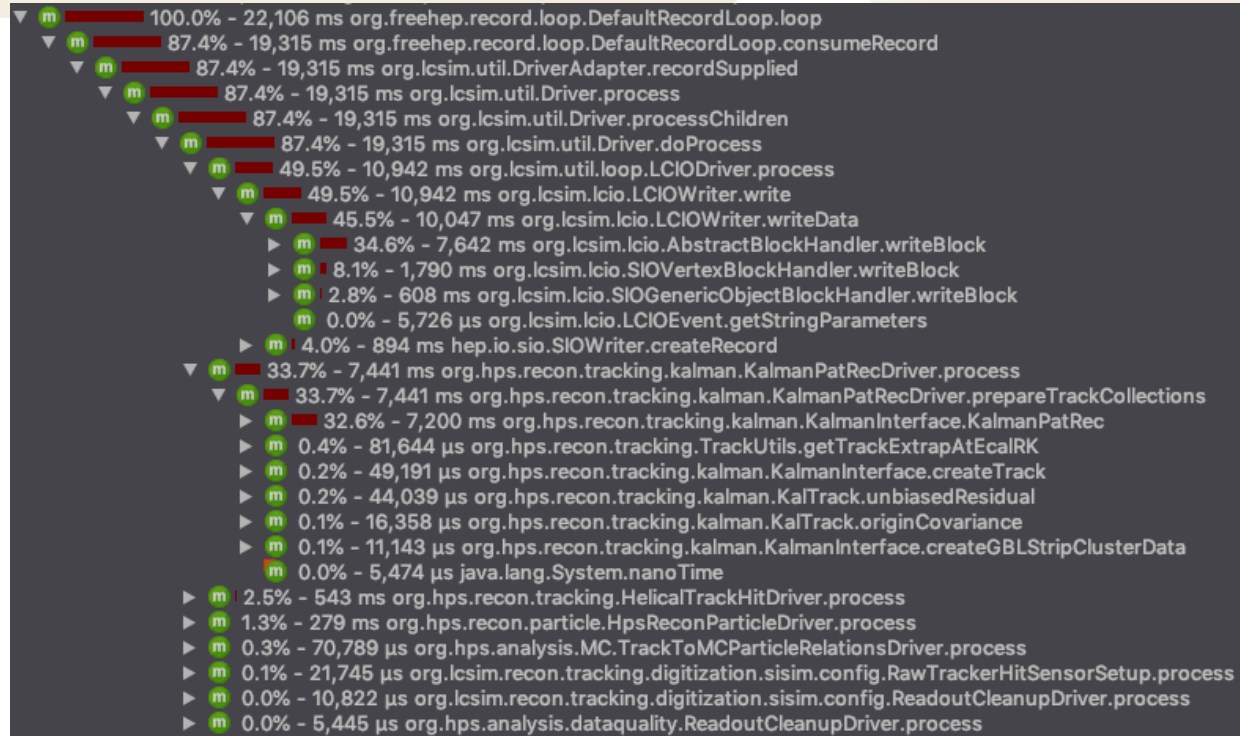 100.0% - 22,106 ms org.freehep.record.loop.DefaultRecordLoop.loop
87.4% - 19,315 ms org.freehep.record.loop.DefaultRecordLoop.consumeRecord
87.4% - 19,315 ms org.lcsim.util.DriverAdapter.recordSupplied
87.4% - 19,315 ms org.lcsim.util.Driver.process
87.4% - 19,315 ms org.lcsim.util.Driver.processChildren
87.4% - 19,315 ms org.lcsim.util.Driver.doProcess
49.5% - 10,942 ms org.lcsim.util.loop.LCIODriver.process
49.5% - 10,942 ms org.lcsim.lcio.LCIOWriter.write
45.5% - 10,047 ms org.lcsim.lcio.LCIOWriter.writeData
34.6% - 7,642 ms org.lcsim.lcio.AbstractBlockHandler.writeBlock
8.1% - 1,790 ms org.lcsim.lcio.SIOVertexBlockHandler.writeBlock
2.8% - 608 ms org.lcsim.lcio.SIOGenericObjectBlockHandler.writeBlock
0.0% - 5,726 µs org.lcsim.lcio.LCIOEvent.getStringParameters
4.0% - 894 ms hep.io.sio.SIOWriter.createRecord
33.7% - 7,441 ms org.hps.recon.tracking.kalman.KalmanPatRecDriver.process
33.7% - 7,441 ms org.hps.recon.tracking.kalman.KalmanPatRecDriver.prepareTrackCollections
32.6% - 7,200 ms org.hps.recon.tracking.kalman.KalmanInterface.KalmanPatRec
0.4% - 81,644 µs org.hps.recon.tracking.TrackUtils.getTrackExtrapAtEcalRK
0.2% - 49,191 µs org.hps.recon.tracking.kalman.KalmanInterface.createTrack
0.2% - 44,039 µs org.hps.recon.tracking.kalman.KalTrack.unbiasedResidual
0.1% - 16,358 µs org.hps.recon.tracking.kalman.KalTrack.originCovariance
0.1% - 11,143 µs org.hps.recon.tracking.kalman.KalmanInterface.createGBLStripClusterData
0.0% - 5,474 µs java.lang.System.nanoTime
2.5% - 543 ms org.hps.recon.tracking.HelicalTrackHitDriver.process
1.3% - 279 ms org.hps.recon.particle.HpsReconParticleDriver.process
0.3% - 70,789 µs org.hps.analysis.MC.TrackToMCParticleRelationsDriver.process
0.1% - 21,745 µs org.lcsim.recon.tracking.digitization.sisim.config.RawTrackerHitSensorSetup.process
0.0% - 10,822 µs org.lcsim.recon.tracking.digitization.sisim.config.ReadoutCleanupDriver.process
0.0% - 5,445 µs org.hps.analysis.dataquality.ReadoutCleanupDriver.process